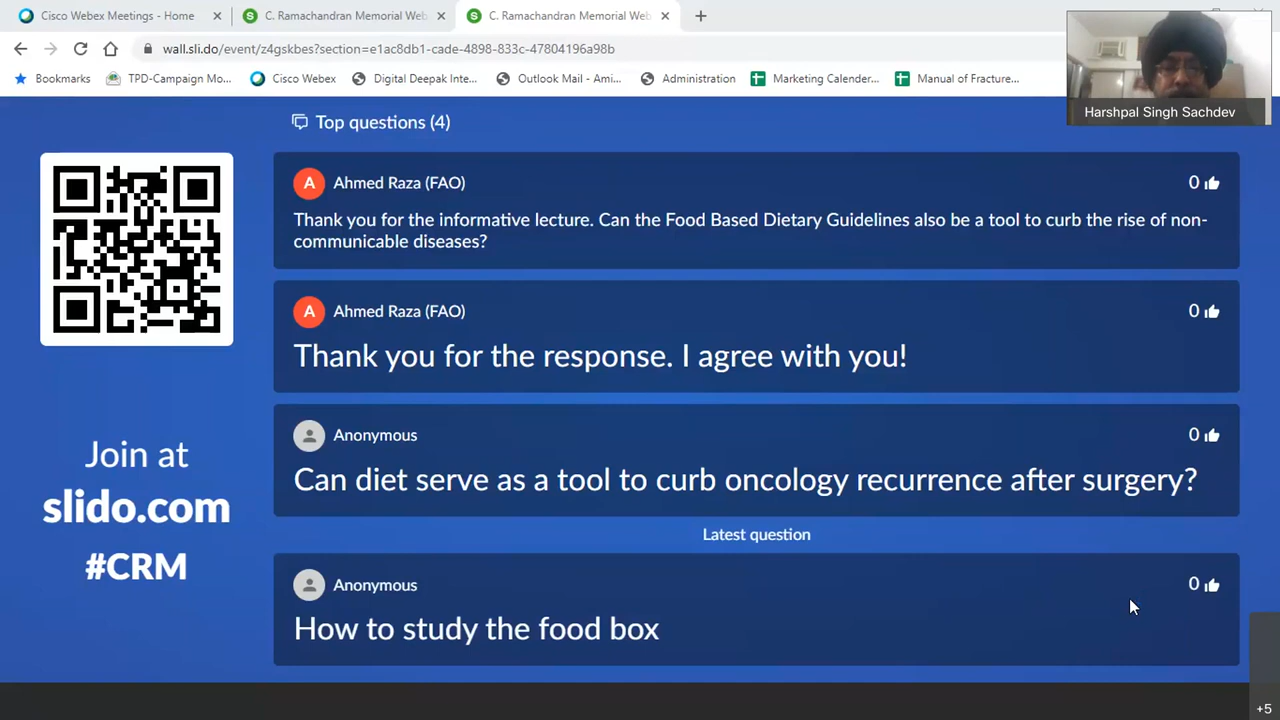 Cisco Webex Meetings - Home
C. Ramachandran Memorial Web
C. Ramachandran Memorial Web
wall.sli.do/event/z4gskbes?section=e1ac8db1-cade-4898-833c-47804196a98b
Bookmarks
TPD-Campaign Mo...
Cisco Webex
Digital Deepak Inte...
Outlook Mail - Ami...
Administration
Marketing Calender...
Manual of Fracture...
Harshpal Singh Sachdev
Top questions (4)
A
Ahmed Raza (FAO)
0
Thank you for the informative lecture. Can the Food Based Dietary Guidelines also be a tool to curb the rise of non-
communicable diseases?
A
Ahmed Raza (FAO)
0
Thank you for the response. I agree with you!
Anonymous
0
Can diet serve as a tool to curb oncology recurrence after surgery?
Latest question
Anonymous
0
How to study the food box
Join at
slido.com
#CRM
+5